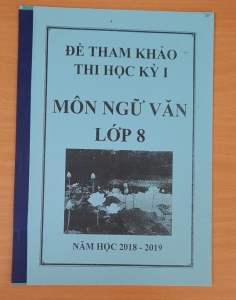 ĐỀ THAM KHẢO
THI HỌC KỲ I
MÔN NGỮ VĂN
LỚP 8
NĂM HỌC 2018 - 2019